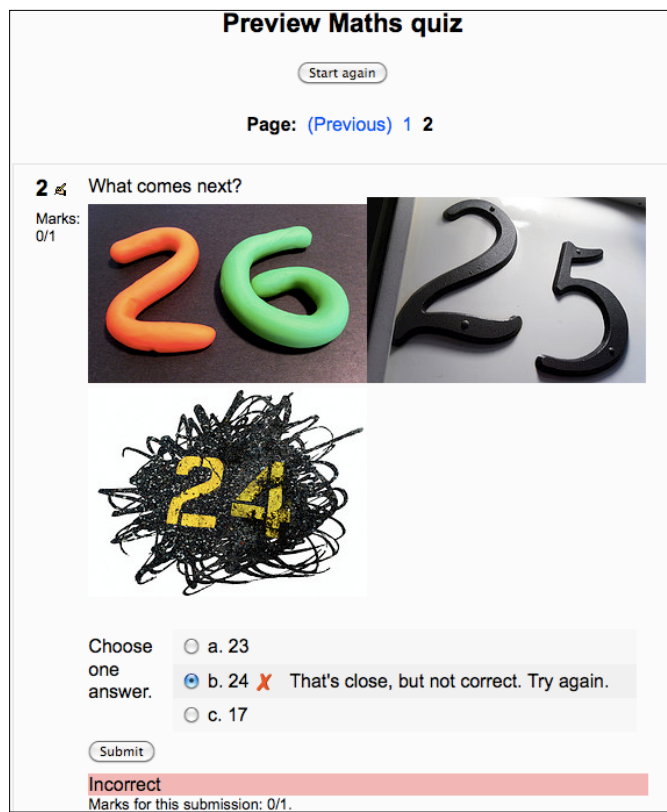 Preview Maths quiz
Start again
Page: (Previous) 1 2
2 What comes next?
Marks:
0/1
26
25
24
Choose
one
answer.
a. 23
b. 24 ✗ That's close, but not correct. Try again.
c. 17
Submit
Incorrect
Marks for this submission: 0/1.